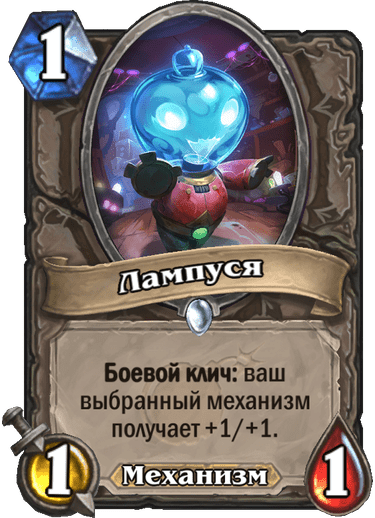 1
Лампуся
Боевой клич: ваш
выбранный механизм
получает +1/+1.
1
Механизм
1